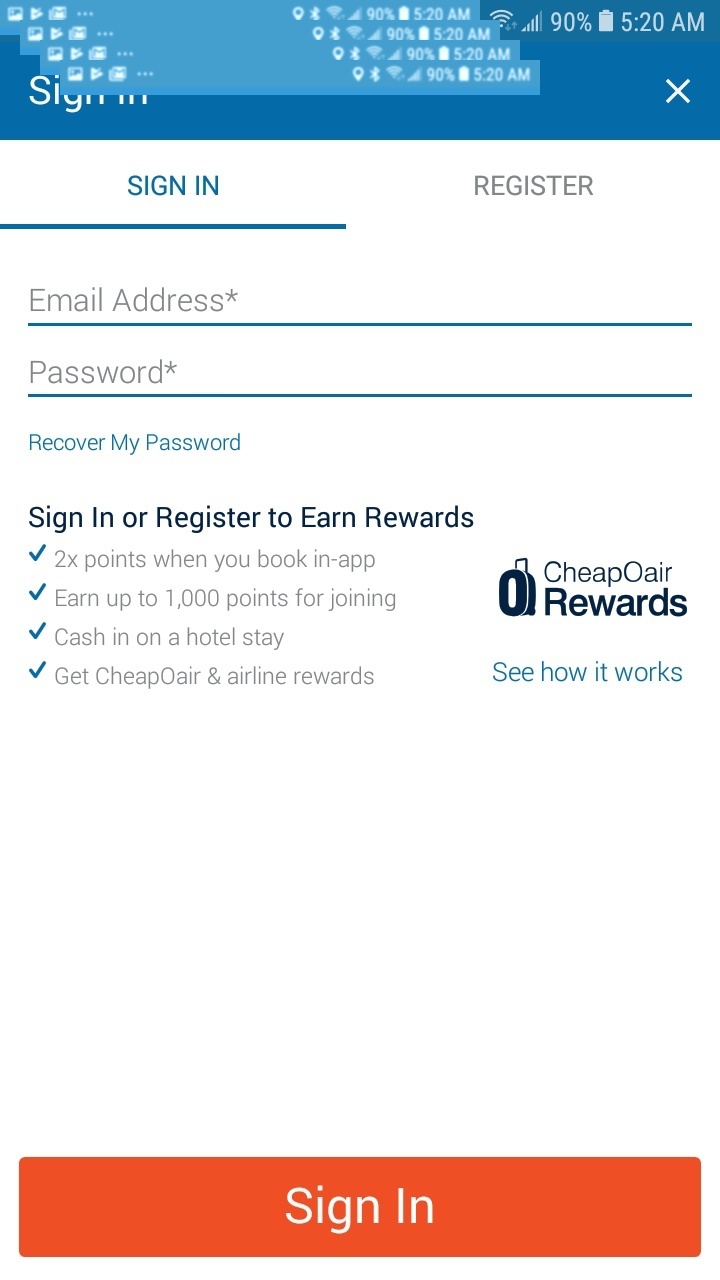 90% 5:20 AM
90% 5:20 AM
90% 5:20 AM
90% 5:20 AM
90% 5:20 AM
Sign In
SIGN IN
REGISTER
Email Address*
Password*
Recover My Password
Sign In or Register to Earn Rewards
2x points when you book in-app
Earn up to 1,000 points for joining
Cash in on a hotel stay
Get CheapOair & airline rewards
CheapOair
Rewards
See how it works
Sign In